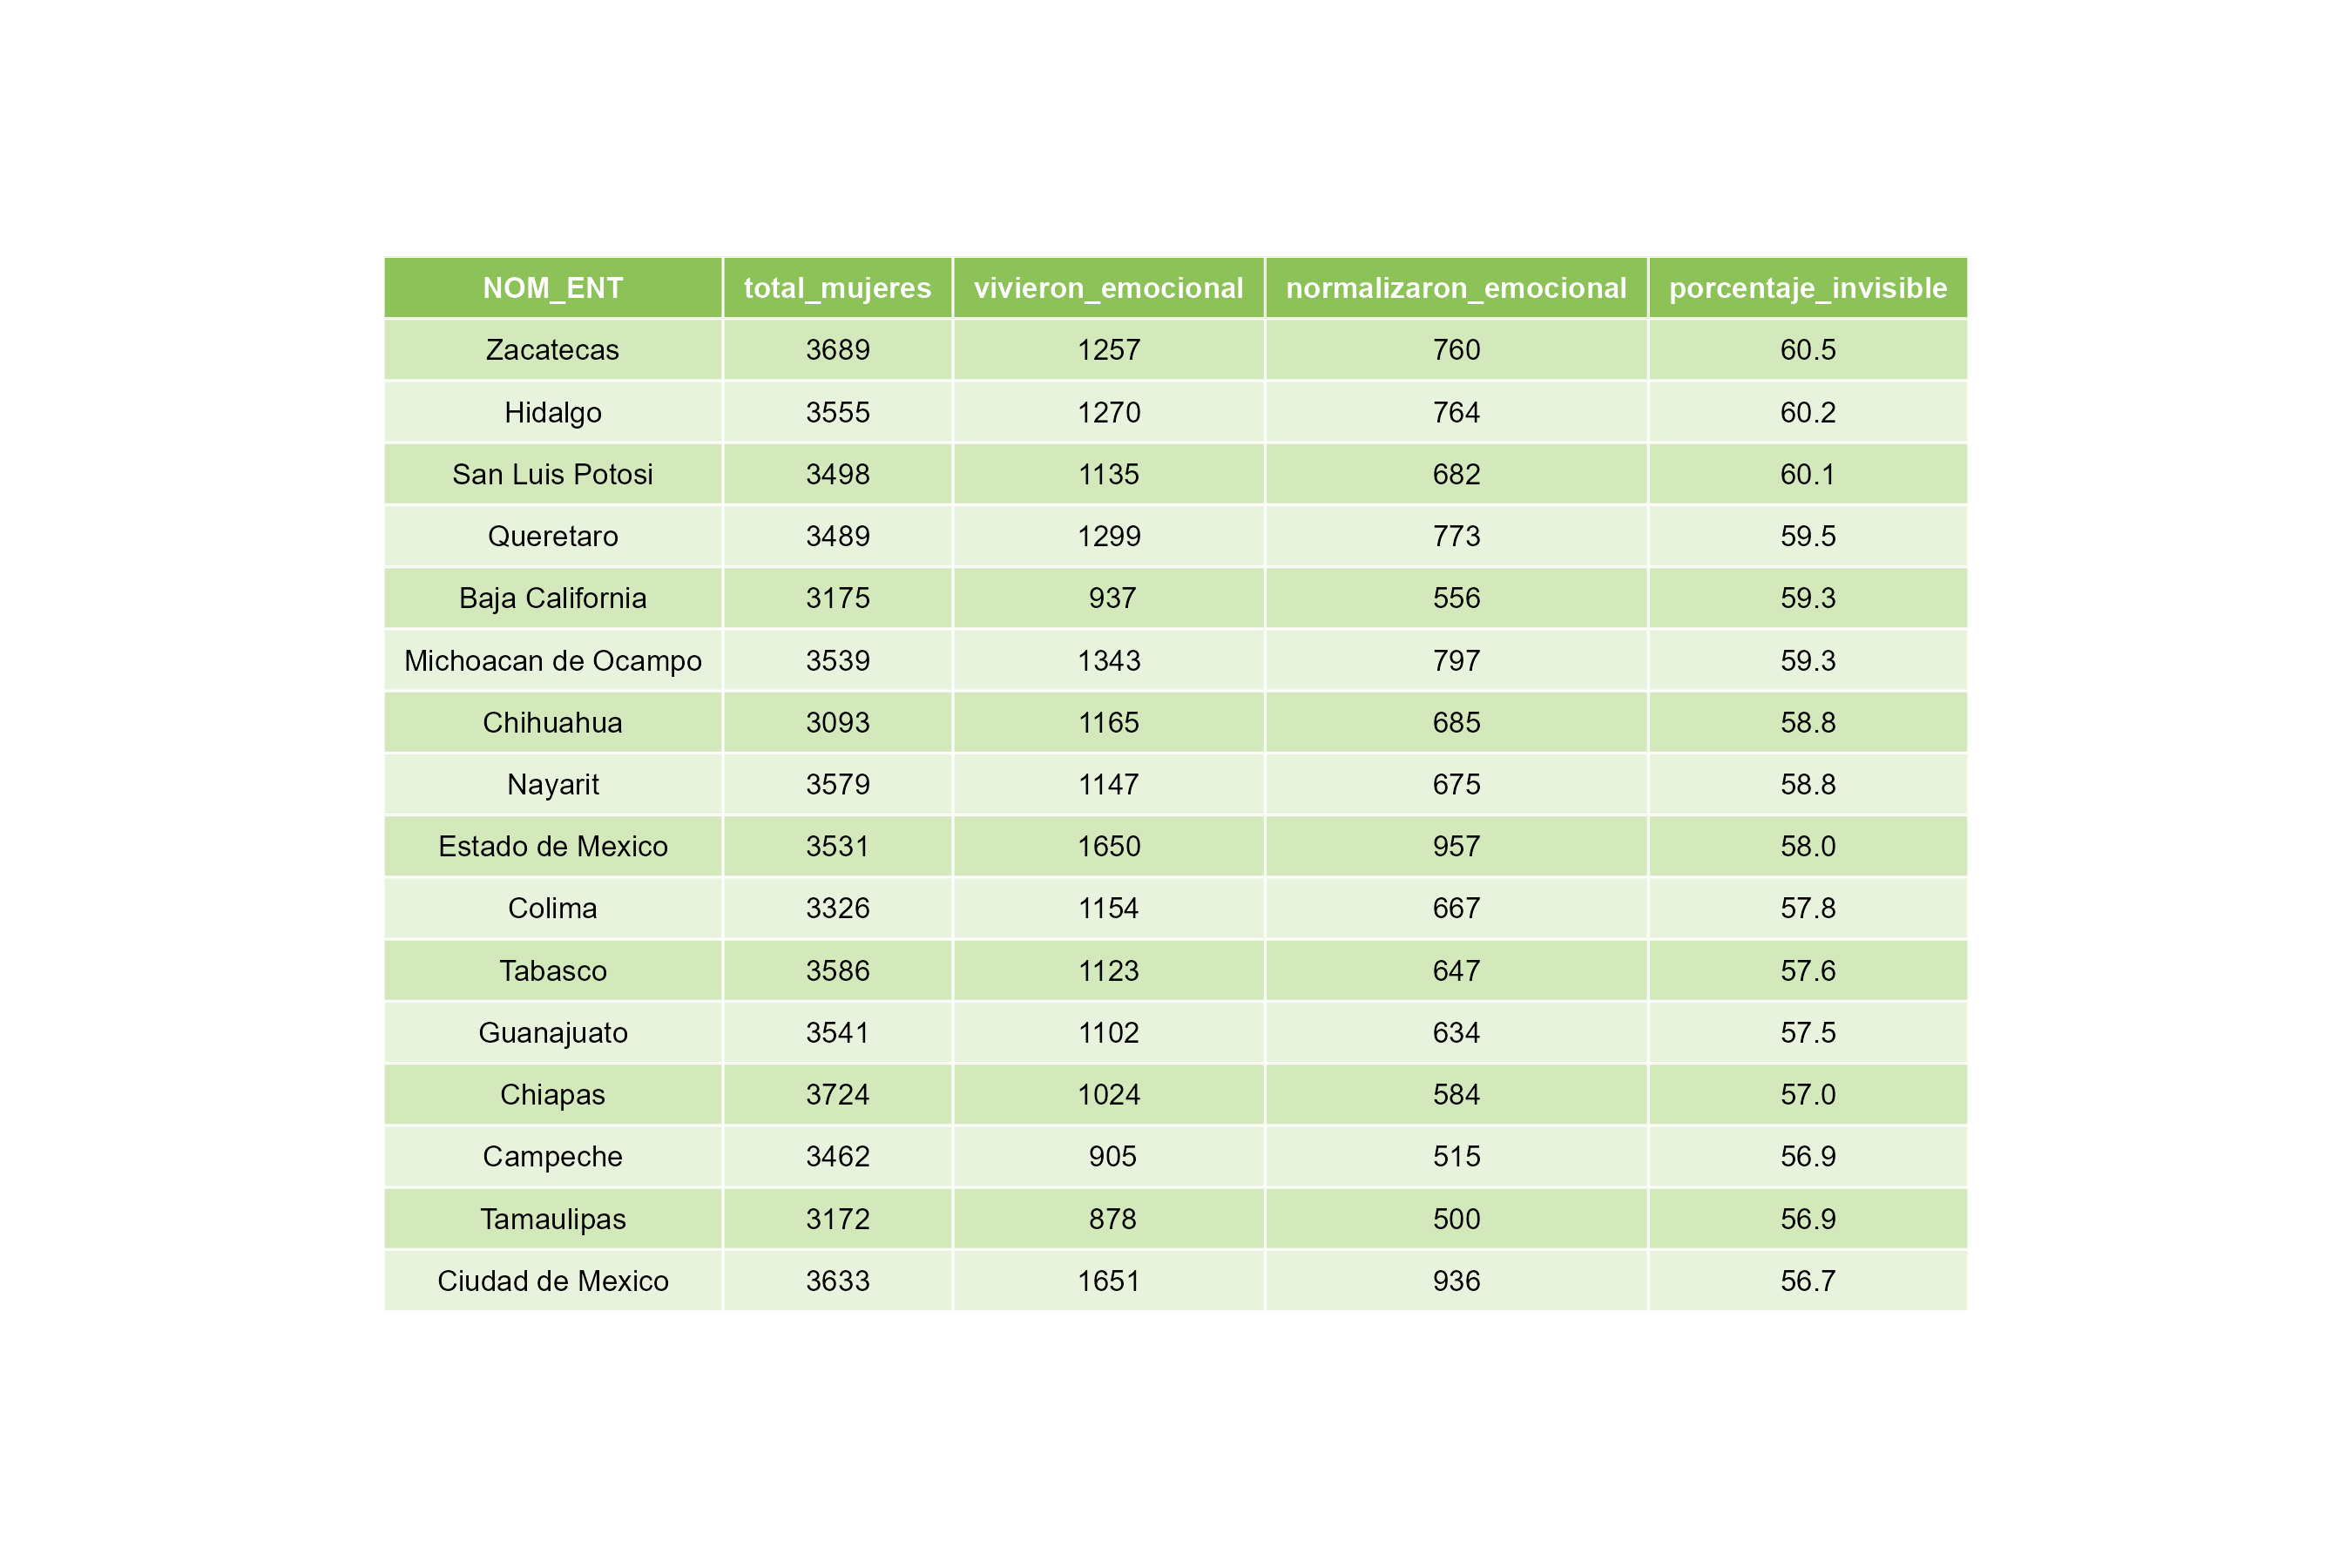 NOM_ENT total_mujeres vivieron_emocional normalizaron_emocional porcentaje_invisible
Zacatecas 3689 1257 760 60.5
Hidalgo 3555 1270 764 60.2
San Luis Potosi 3498 1135 682 60.1
Queretaro 3489 1299 773 59.5
Baja California 3175 937 556 59.3
Michoacan de Ocampo 3539 1343 797 59.3
Chihuahua 3093 1165 685 58.8
Nayarit 3579 1147 675 58.8
Estado de Mexico 3531 1650 957 58.0
Colima 3326 1154 667 57.8
Tabasco 3586 1123 647 57.6
Guanajuato 3541 1102 634 57.5
Chiapas 3724 1024 584 57.0
Campeche 3462 905 515 56.9
Tamaulipas 3172 878 500 56.9
Ciudad de Mexico 3633 1651 936 56.7